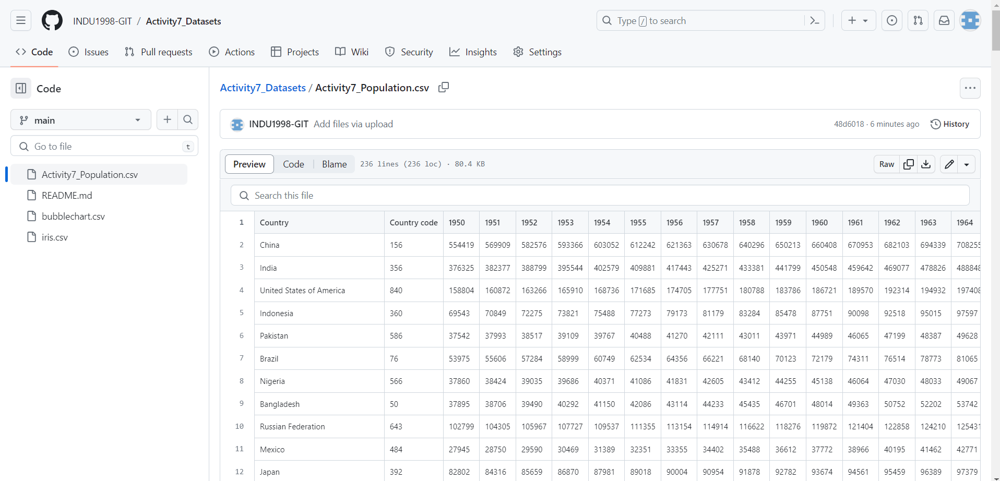 INDU1998-GIT / Activity7_Datasets
Type / to search
Code Issues Pull requests Actions Projects Wiki Security Insights Settings
Code
main
Go to file t
Activity7_Population.csv
README.md
bubblechart.csv
iris.csv
Activity7_Datasets / Activity7_Population.csv
INDU1998-GIT Add files via upload 48d6018 · 6 minutes ago History
Preview Code Blame 236 lines (236 loc) · 80.4 KB Raw
Search this file
1 Country Country code 1950 1951 1952 1953 1954 1955 1956 1957 1958 1959 1960 1961 1962 1963 1964
2 China 156 554419 569909 582576 593366 603052 612242 621363 630678 640296 650213 660408 670953 682103 694339 708255
3 India 356 376325 382377 388799 395544 402579 409881 417443 425271 433381 441799 450548 459642 469077 478826 488848
4 United States of America 840 158804 160872 163266 165910 168736 171685 174705 177751 180788 183786 186721 189570 192314 194932 197408
5 Indonesia 360 69543 70849 72275 73821 75488 77273 79173 81179 83284 85478 87751 90098 92518 95015 97597
6 Pakistan 586 37542 37993 38517 39109 39767 40488 41270 42111 43011 43971 44989 46065 47199 48387 49628
7 Brazil 76 53975 55606 57284 58999 60749 62534 64356 66221 68140 70123 72179 74311 76514 78773 81065
8 Nigeria 566 37860 38424 39035 39686 40371 41086 41831 42605 43412 44255 45138 46064 47030 48033 49067
9 Bangladesh 50 37895 38706 39490 40292 41150 42086 43114 44233 45435 46701 48014 49363 50752 52202 53742
10 Russian Federation 643 102799 104305 105967 107727 109537 111355 113154 114914 116622 118276 119872 121404 122858 124210 125431
11 Mexico 484 27945 28750 29590 30469 31389 32351 33355 34402 35488 36612 37772 38966 40195 41462 42771
12 Japan 392 82802 84316 85659 86870 87981 89018 90004 90954 91878 92782 93674 94561 95459 96389 97379